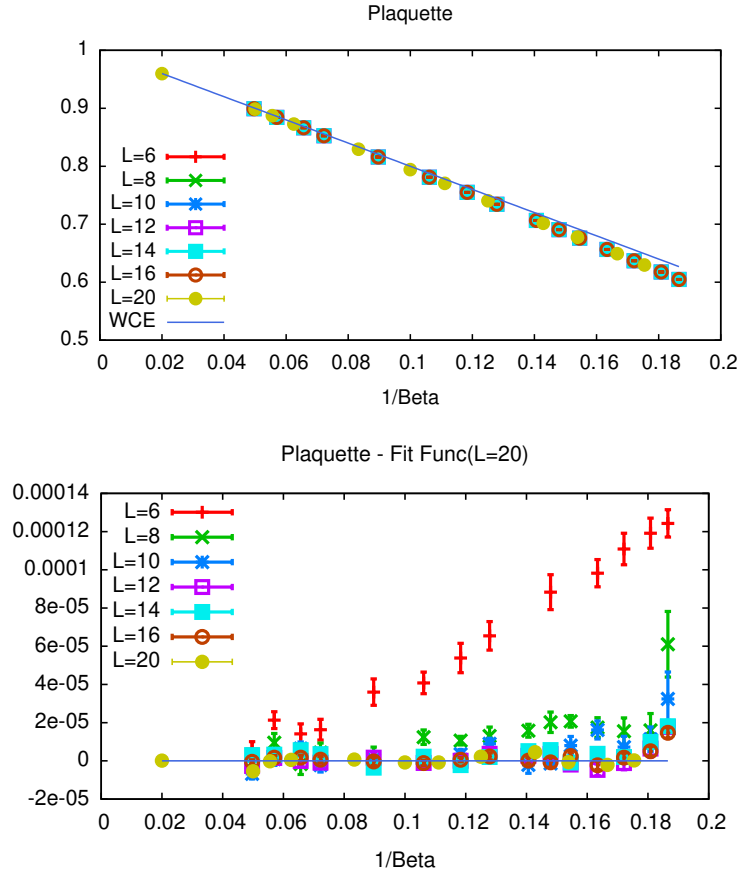 Plaquette
1
0.9
0.8
0.7
0.6
0.5
L=6
L=8
L=10
L=12
L=14
L=16
L=20
WCE
0 0.02 0.04 0.06 0.08 0.1 0.12 0.14 0.16 0.18 0.2
1/Beta
Plaquette - Fit Func(L=20)
0.00014
0.00012
0.0001
8e-05
6e-05
4e-05
2e-05
0
-2e-05
L=6
L=8
L=10
L=12
L=14
L=16
L=20
0 0.02 0.04 0.06 0.08 0.1 0.12 0.14 0.16 0.18 0.2
1/Beta